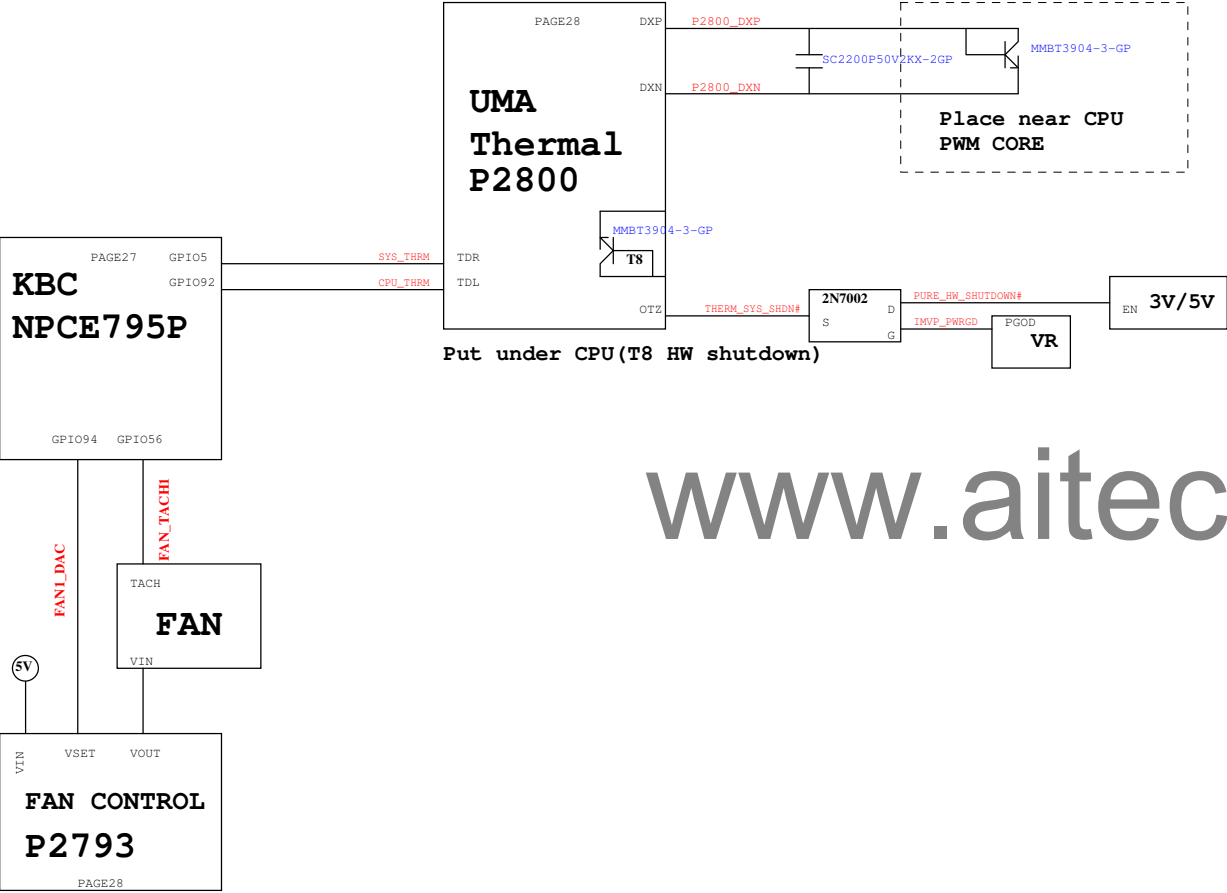 PAGE28
DXP
P2800_DXP
MMBT3904-3-GP
SC2200P50V2KX-2GP
DXN
P2800_DXN
UMA
Thermal
P2800
Place near CPU
PWM CORE
MMBT3904-3-GP
T8
PAGE27
GPIO5
SYS_THRM
TDR
KBC
NPCE795P
GPIO92
CPU_THRM
TDL
OTZ
THERM_SYS_SHDN#
2N7002
S
D
G
PURE_HW_SHUTDOWN#
IMVP_PWRGD
EN
3V/5V
PGOD
VR
Put under CPU(T8 HW shutdown)
GPIO94
GPIO56
www.aitec
FAN_TACH1
FAN1_DAC
TACH
FAN
VIN
5V
VIN
VSET
VOUT
FAN CONTROL
P2793
PAGE28